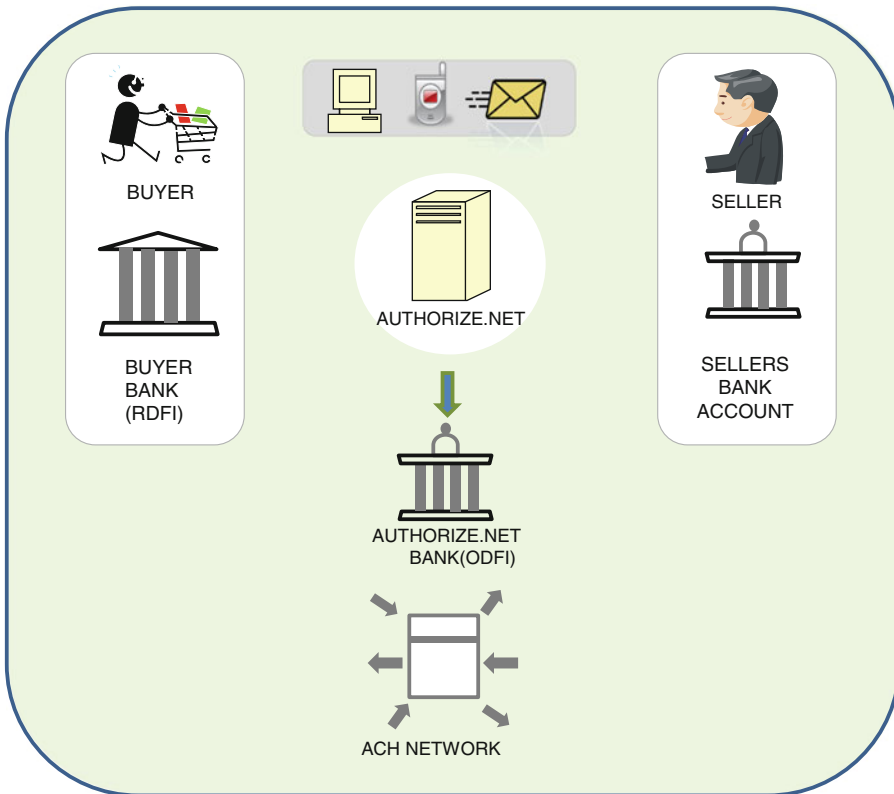 BUYER
BUYER
BANK
(RDFI)
AUTHORIZE.NET
AUTHORIZE.NET
BANK(ODFI)
ACH NETWORK
SELLER
SELLERS
BANK
ACCOUNT